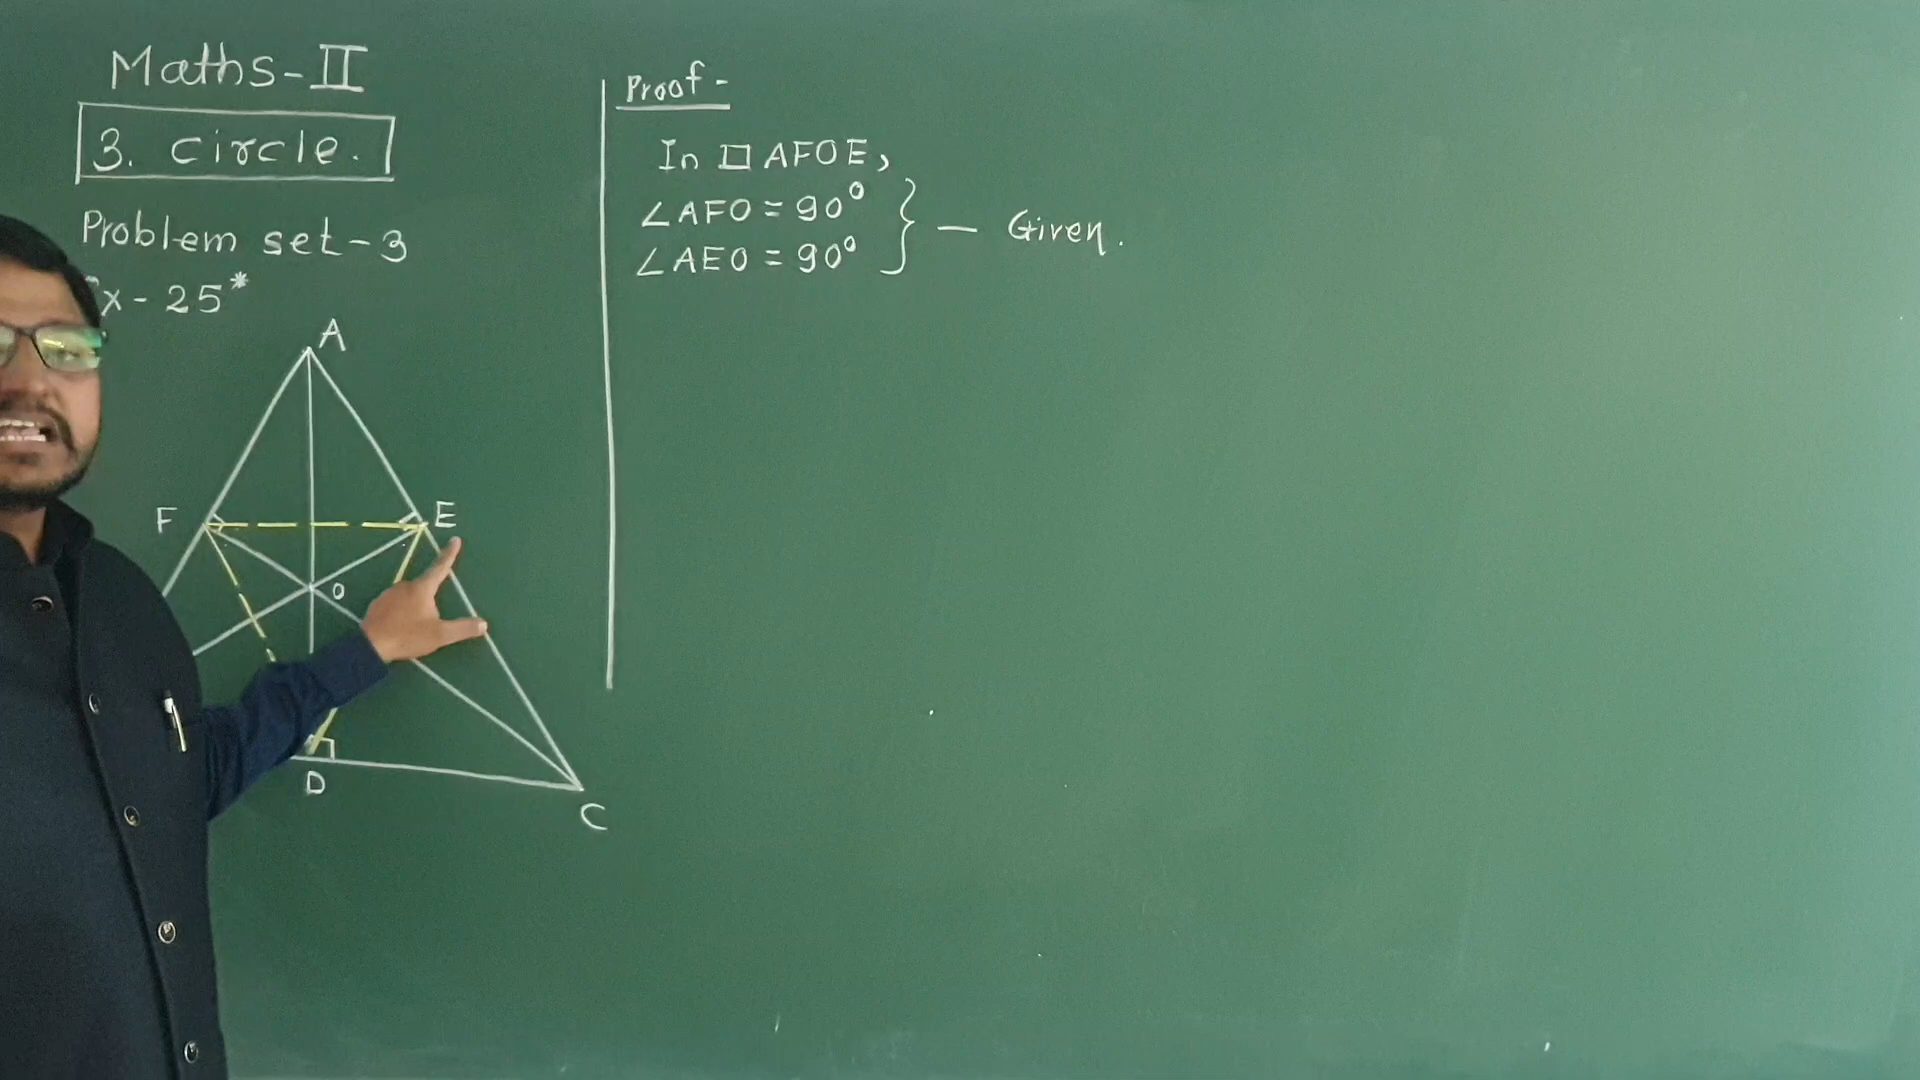 Maths-II
3. circle.
Problem set-3
x - 25*
A
F
E
O
D
C
Proof -
In □ AFOE,
∠AFO = 90°
∠AEO = 90° } — Given.